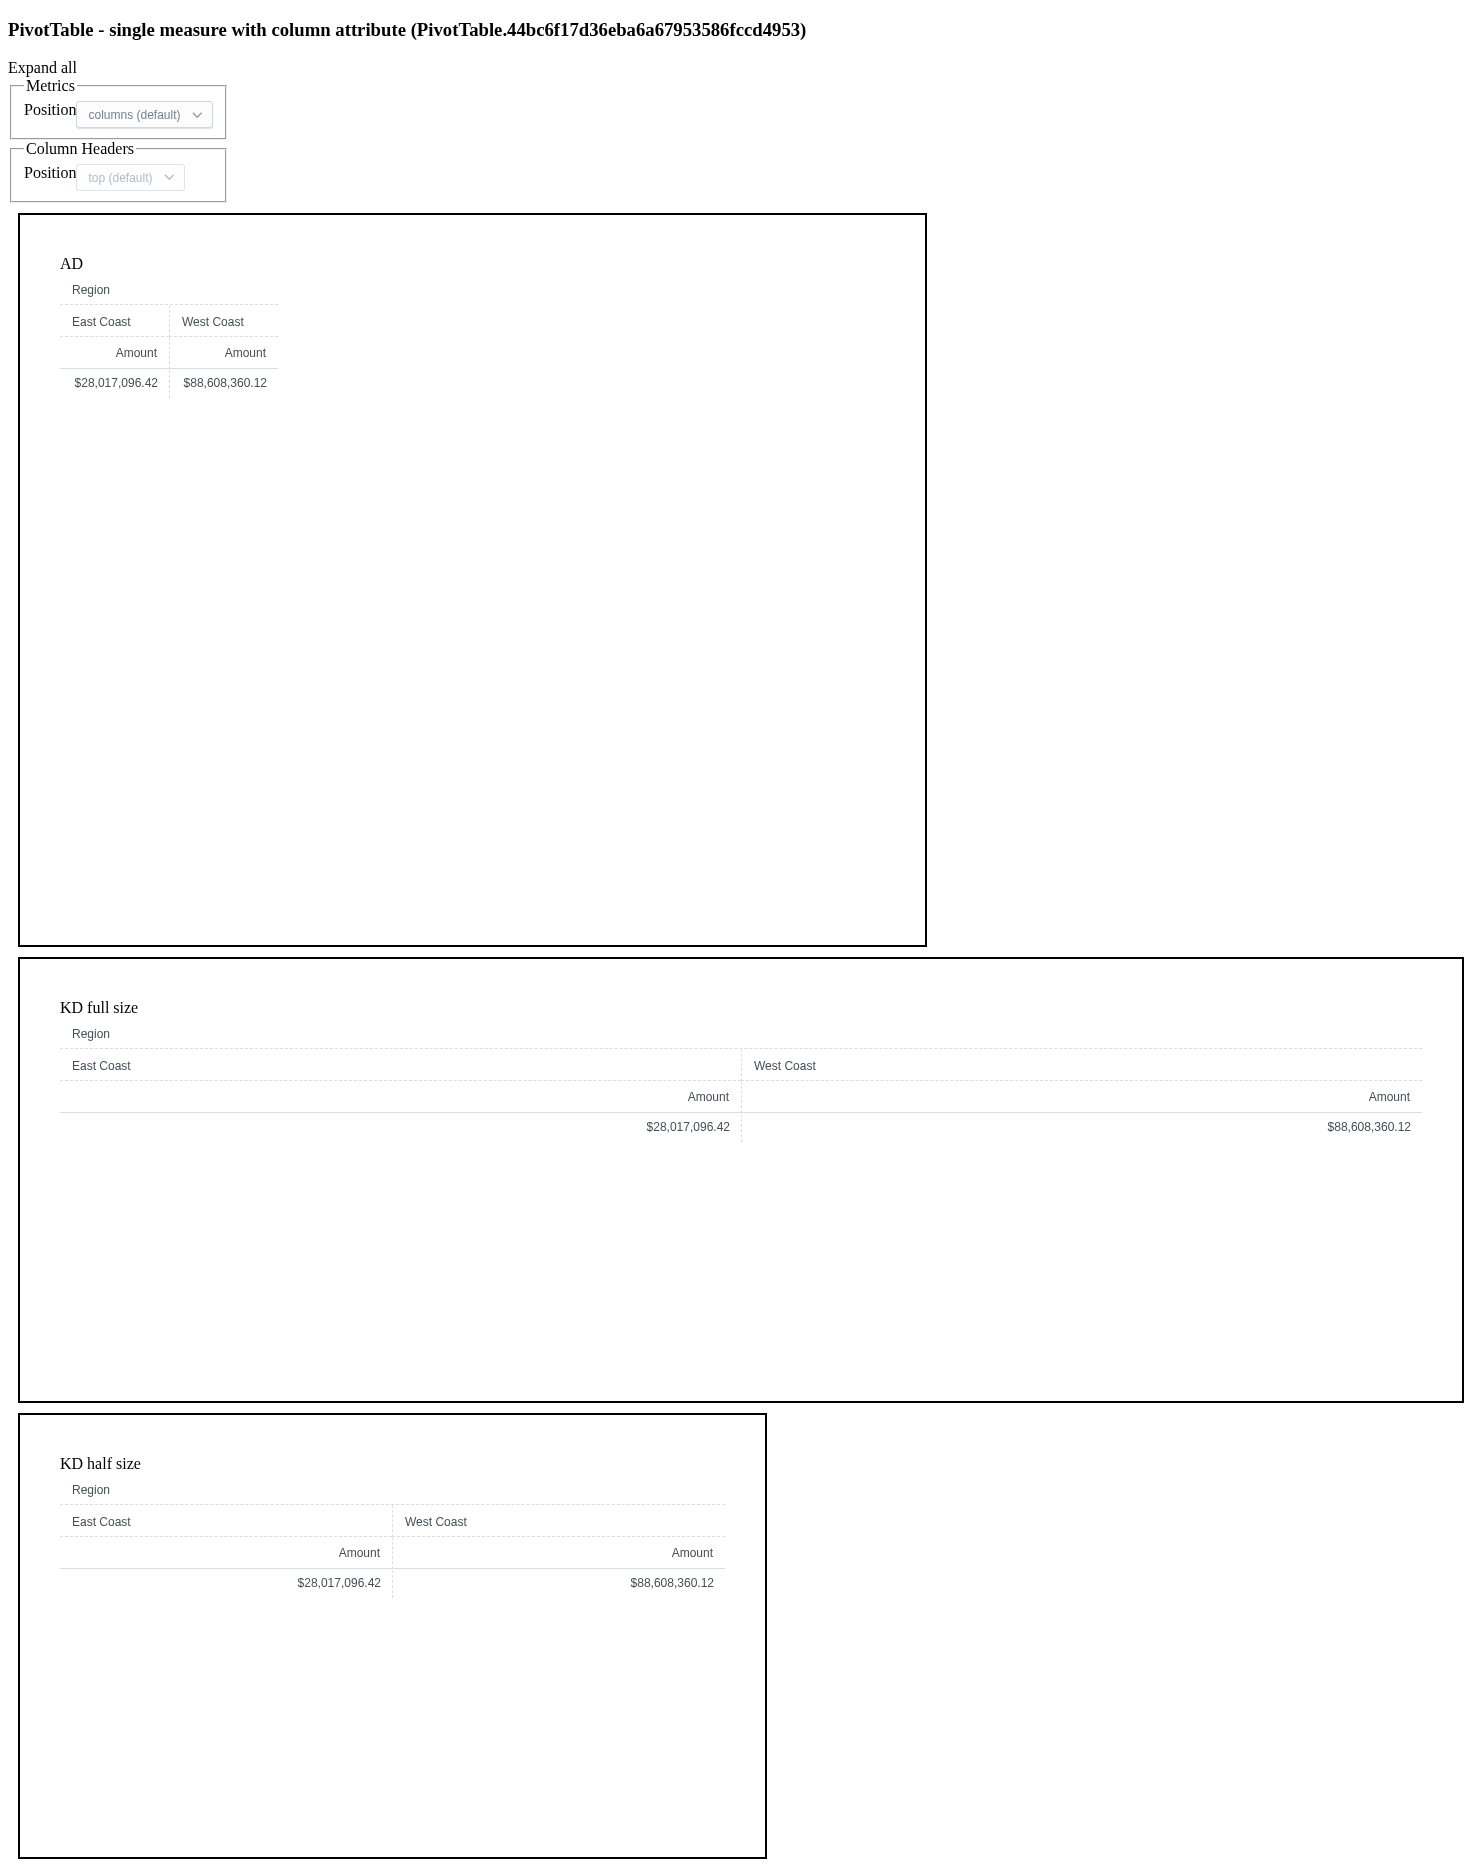 PivotTable - single measure with column attribute (PivotTable.44bc6f17d36eba6a67953586fccd4953)
Expand all
Metrics
Position columns (default)
Column Headers
Position top (default)
AD
Region
East Coast West Coast
Amount Amount
$28,017,096.42 $88,608,360.12
KD full size
Region
East Coast West Coast
Amount Amount
$28,017,096.42 $88,608,360.12
KD half size
Region
East Coast West Coast
Amount Amount
$28,017,096.42 $88,608,360.12